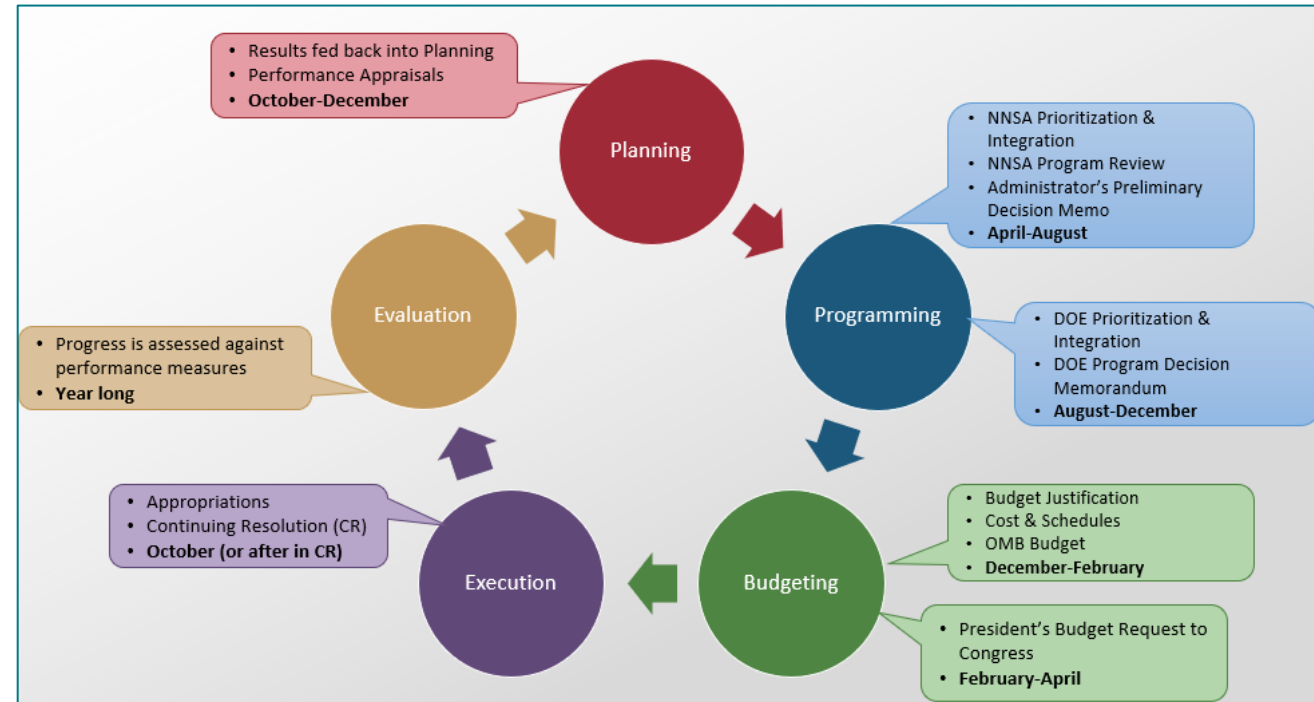 • Results fed back into Planning
• Performance Appraisals
• October-December
Planning
• NNSA Prioritization &
Integration
• NNSA Program Review
• Administrator's Preliminary
Decision Memo
• April-August
Programming
• DOE Prioritization &
Integration
• DOE Program Decision
Memorandum
• August-December
Budgeting
• Budget Justification
• Cost & Schedules
• OMB Budget
• December-February
• President's Budget Request to
Congress
• February-April
Execution
• Appropriations
• Continuing Resolution (CR)
• October (or after in CR)
Evaluation
• Progress is assessed against
performance measures
• Year long